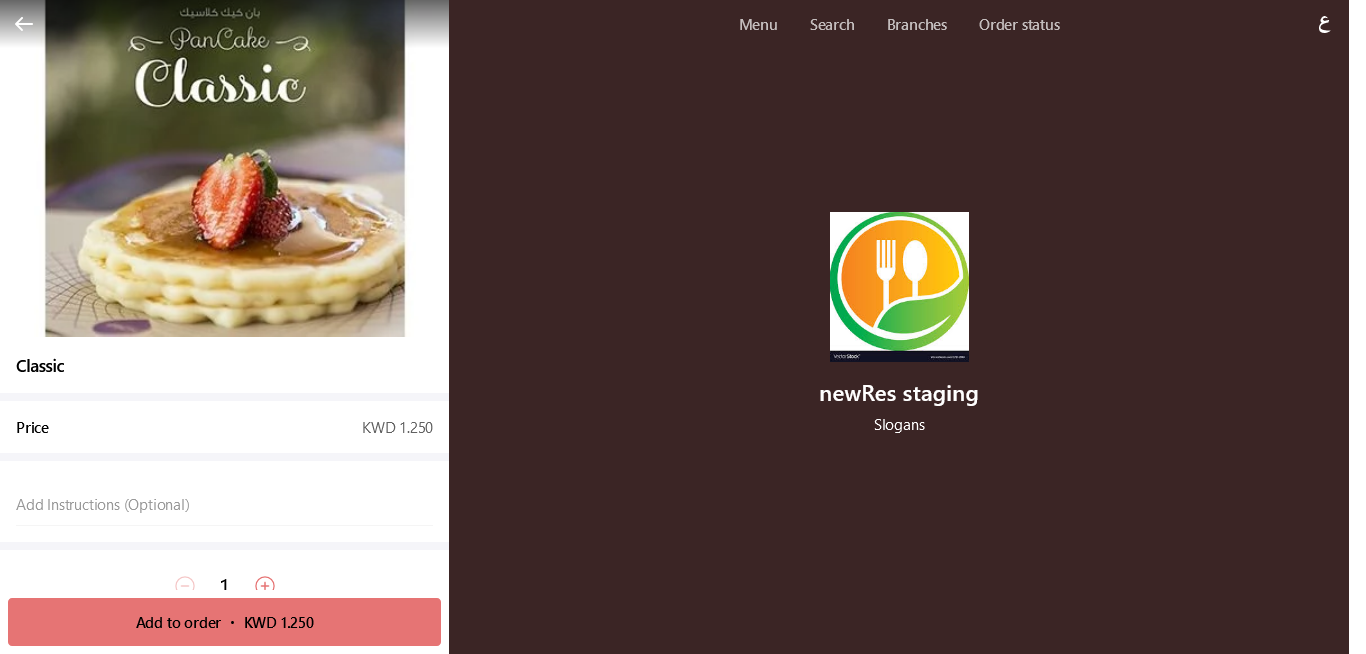 بان كيك كلاسيك
PanCake
Classic
Classic
Price
KWD 1.250
Add Instructions (Optional)
1
Add to order • KWD 1.250
Menu
Search
Branches
Order status
ع
VectorStock
newRes staging
Slogans